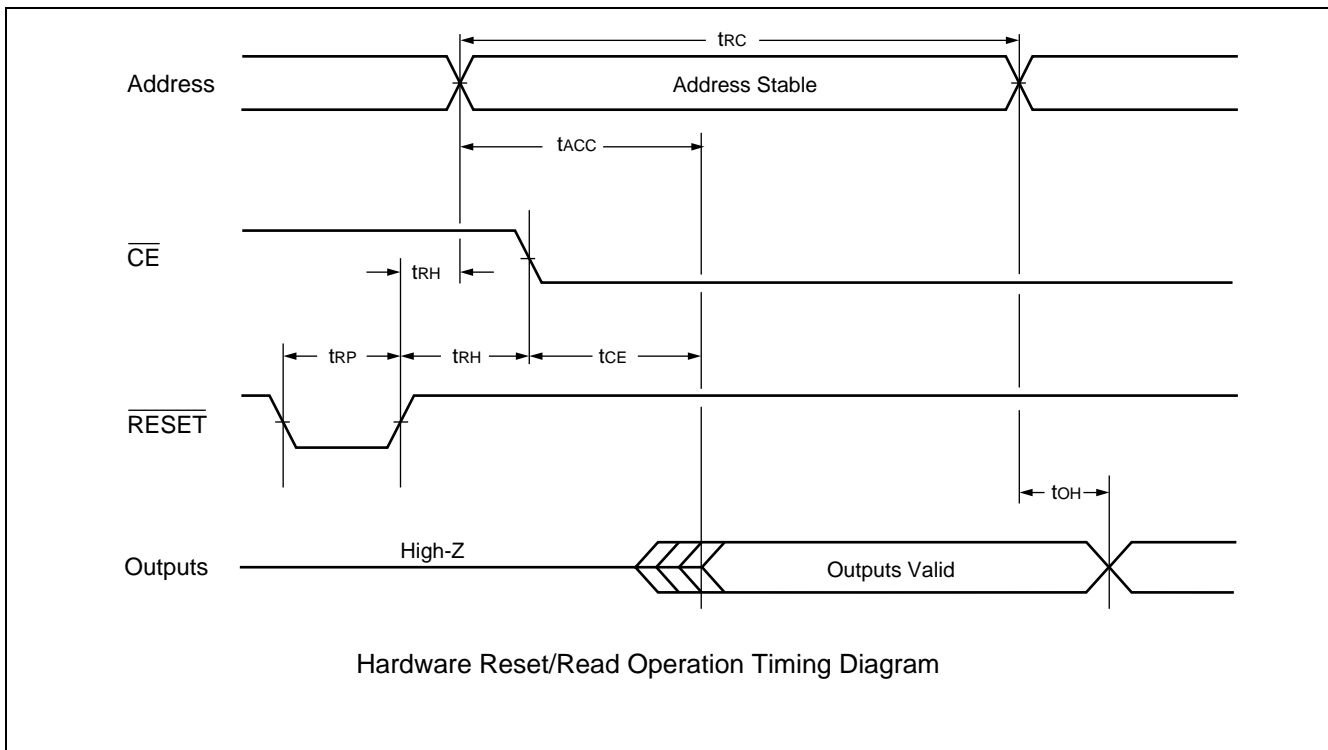 tRC
Address
Address Stable
tACC
CE
tRH
tRP
tRH
tCE
RESET
tOH
High-Z
Outputs
Outputs Valid
Hardware Reset/Read Operation Timing Diagram